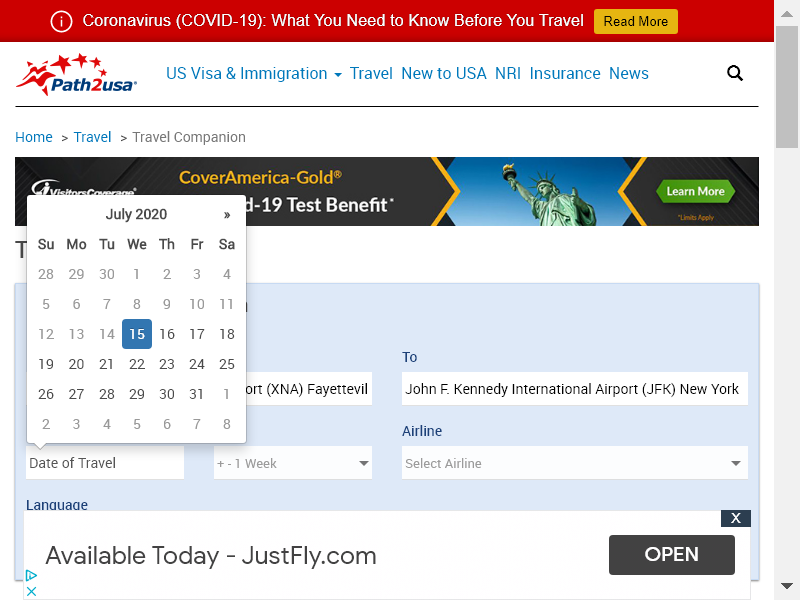 Coronavirus (COVID-19): What You Need to Know Before You Travel Read More
Path2usa
US Visa & Immigration Travel New to USA NRI Insurance News
Home > Travel > Travel Companion
VisitorsCoverage
CoverAmerica-Gold®
d-19 Test Benefit*
Learn More
*Limits Apply
T
July 2020 »
Su Mo Tu We Th Fr Sa
28 29 30 1 2 3 4
5 6 7 8 9 10 11
12 13 14 15 16 17 18
19 20 21 22 23 24 25
26 27 28 29 30 31 1
2 3 4 5 6 7 8
To
ort (XNA) Fayettevil
John F. Kennedy International Airport (JFK) New York
Airline
Date of Travel
+ - 1 Week
Select Airline
Language
X
Available Today - JustFly.com
OPEN